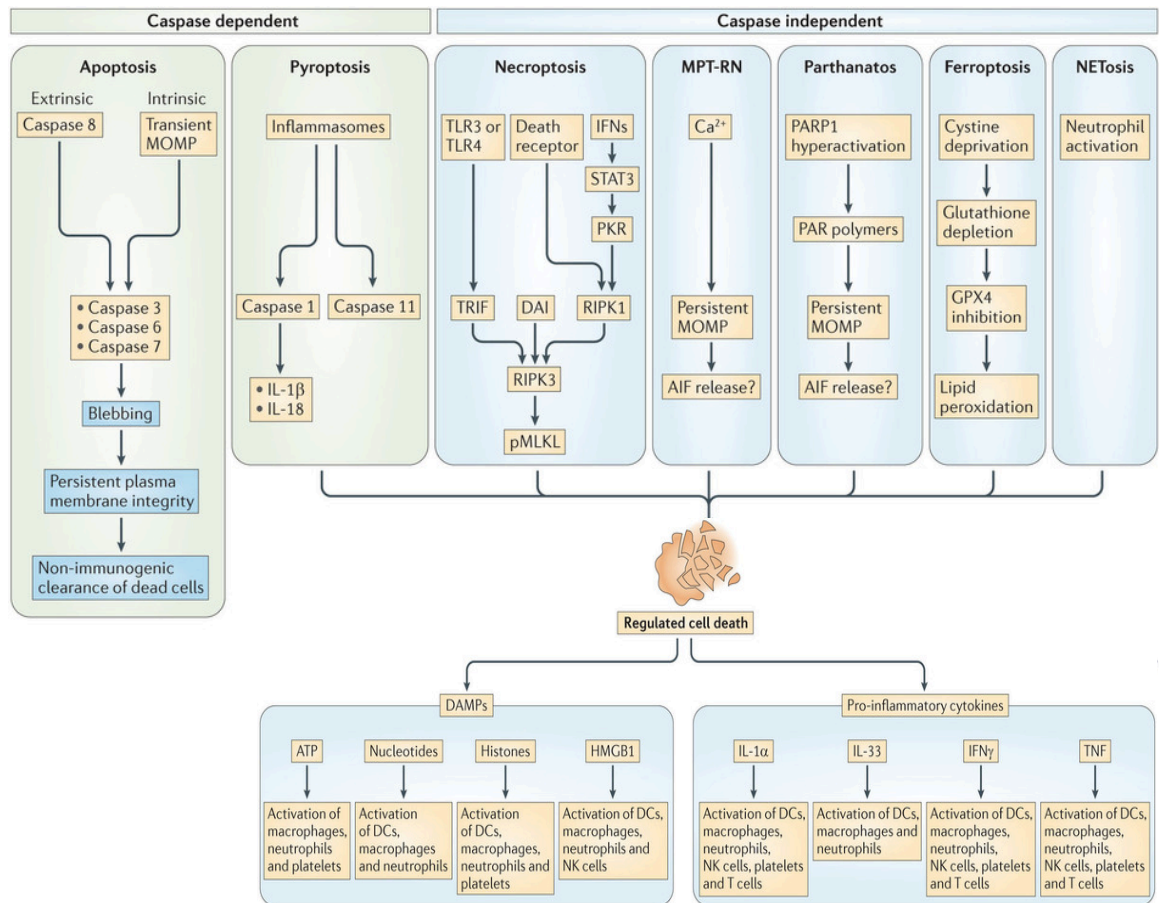 Caspase dependent
Caspase independent
Apoptosis
Extrinsic
Intrinsic
Caspase 8
Transient
MOMP
• Caspase 3
• Caspase 6
• Caspase 7
Blebbing
Persistent plasma
membrane integrity
Non-immunogenic
clearance of dead cells
Pyroptosis
Inflammasomes
Caspase 1
Caspase 11
• IL-1β
• IL-18
Necroptosis
TLR3 or
TLR4
Death
receptor
IFNs
STAT3
PKR
TRIF
DAI
RIPK1
RIPK3
pMLKL
MPT-RN
Ca²⁺
Persistent
MOMP
AIF release?
Parthanatos
PARP1
hyperactivation
PAR polymers
Persistent
MOMP
AIF release?
Ferroptosis
Cystine
deprivation
Glutathione
depletion
GPX4
inhibition
Lipid
peroxidation
NETosis
Neutrophil
activation
Regulated cell death
DAMPs
ATP
Activation of
macrophages,
neutrophils
and platelets
Nucleotides
Activation
of DCs,
macrophages
and neutrophils
Histones
Activation
of DCs,
macrophages,
neutrophils and
platelets
HMGB1
Activation of DCs,
macrophages,
neutrophils and
NK cells
Pro-inflammatory cytokines
IL-1α
Activation of DCs,
macrophages,
neutrophils,
NK cells, platelets
and T cells
IL-33
Activation of DCs,
macrophages and
neutrophils
IFNγ
Activation of DCs,
macrophages,
neutrophils,
NK cells, platelets
and T cells
TNF
Activation of DCs,
macrophages,
neutrophils,
NK cells, platelets
and T cells